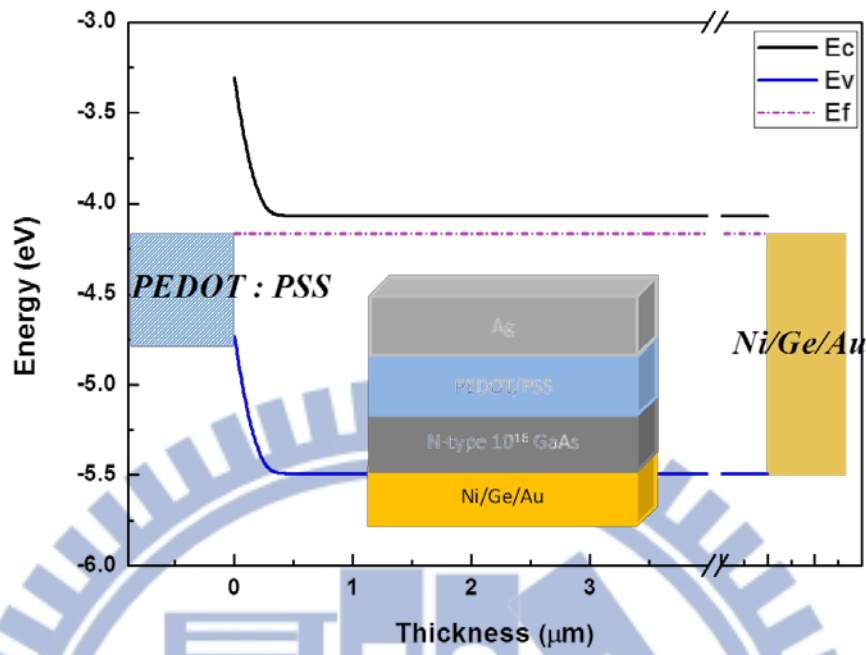 Energy (eV)
-3.0
-3.5
-4.0
-4.5
-5.0
-5.5
-6.0
Ec
Ev
Ef
PEDOT : PSS
Ni/Ge/Au
Ag
PEDOT/PSS
N-type 10¹⁸ GaAs
Ni/Ge/Au
0
1
2
3
Thickness (μm)